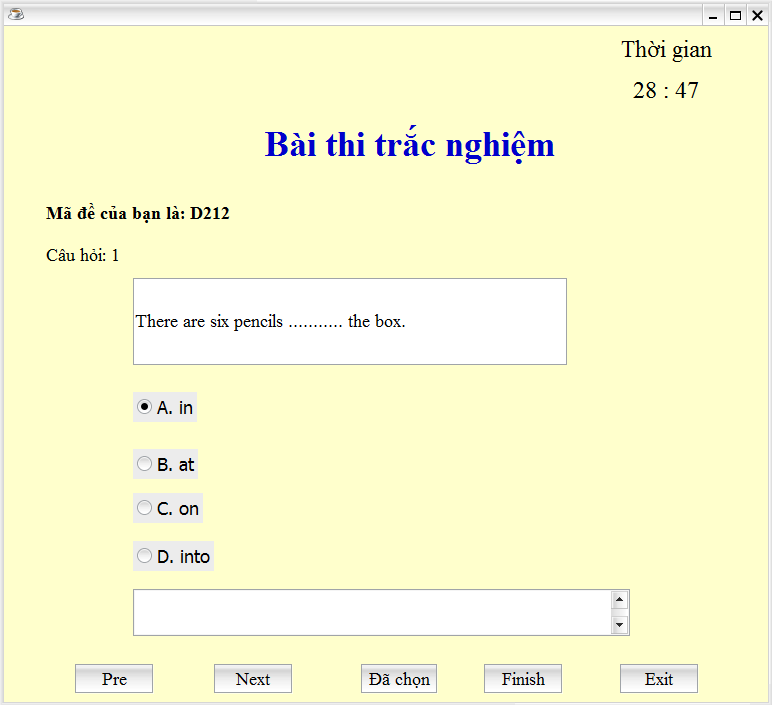 Thời gian
28 : 47
Bài thi trắc nghiệm
Mã đề của bạn là: D212
Câu hỏi: 1
There are six pencils ........... the box.
A. in
B. at
C. on
D. into
Pre Next Đã chọn Finish Exit